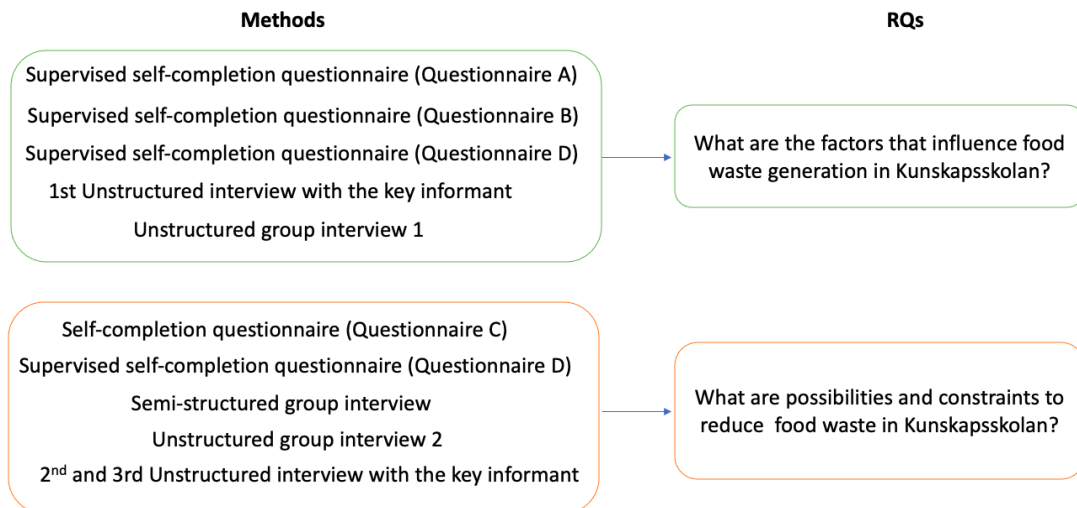 Methods
RQs
Supervised self-completion questionnaire (Questionnaire A)
Supervised self-completion questionnaire (Questionnaire B)
Supervised self-completion questionnaire (Questionnaire D)
1st Unstructured interview with the key informant
Unstructured group interview 1
What are the factors that influence food
waste generation in Kunskapsskolan?
Self-completion questionnaire (Questionnaire C)
Supervised self-completion questionnaire (Questionnaire D)
Semi-structured group interview
Unstructured group interview 2
2nd and 3rd Unstructured interview with the key informant
What are possibilities and constraints to
reduce  food waste in Kunskapsskolan?